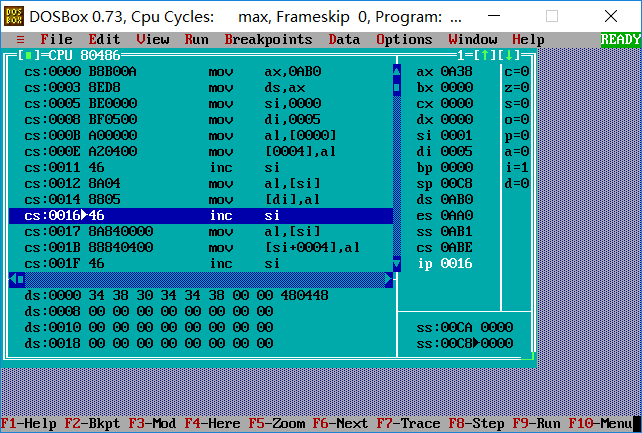 DOSBox 0.73, Cpu Cycles: max, Frameskip 0, Program: ...
≡ File Edit View Run Breakpoints Data Options Window Help READY
[■]=CPU 80486 1=[↑][↓]
cs:0000 B8B00A mov ax,0AB0 ax 0A38 c=0
cs:0003 8ED8 mov ds,ax bx 0000 z=0
cs:0005 BE0000 mov si,0000 cx 0000 s=0
cs:0008 BF0500 mov di,0005 dx 0000 o=0
cs:000B A00000 mov al,[0000] si 0001 p=0
cs:000E A20400 mov [0004],al di 0005 a=0
cs:0011 46 inc si bp 0000 i=1
cs:0012 8A04 mov al,[si] sp 00C8 d=0
cs:0014 8805 mov [di],al ds 0AB0
cs:0016▶46 inc si es 0AA0
cs:0017 8A840000 mov al,[si] ss 0AB1
cs:001B 88840400 mov [si+0004],al cs 0ABE
cs:001F 46 inc si ip 0016
ds:0000 34 38 30 34 34 38 00 00 480448
ds:0008 00 00 00 00 00 00 00 00
ds:0010 00 00 00 00 00 00 00 00 ss:00CA 0000
ds:0018 00 00 00 00 00 00 00 00 ss:00C8▶0000
F1-Help F2-Bkpt F3-Mod F4-Here F5-Zoom F6-Next F7-Trace F8-Step F9-Run F10-Menu